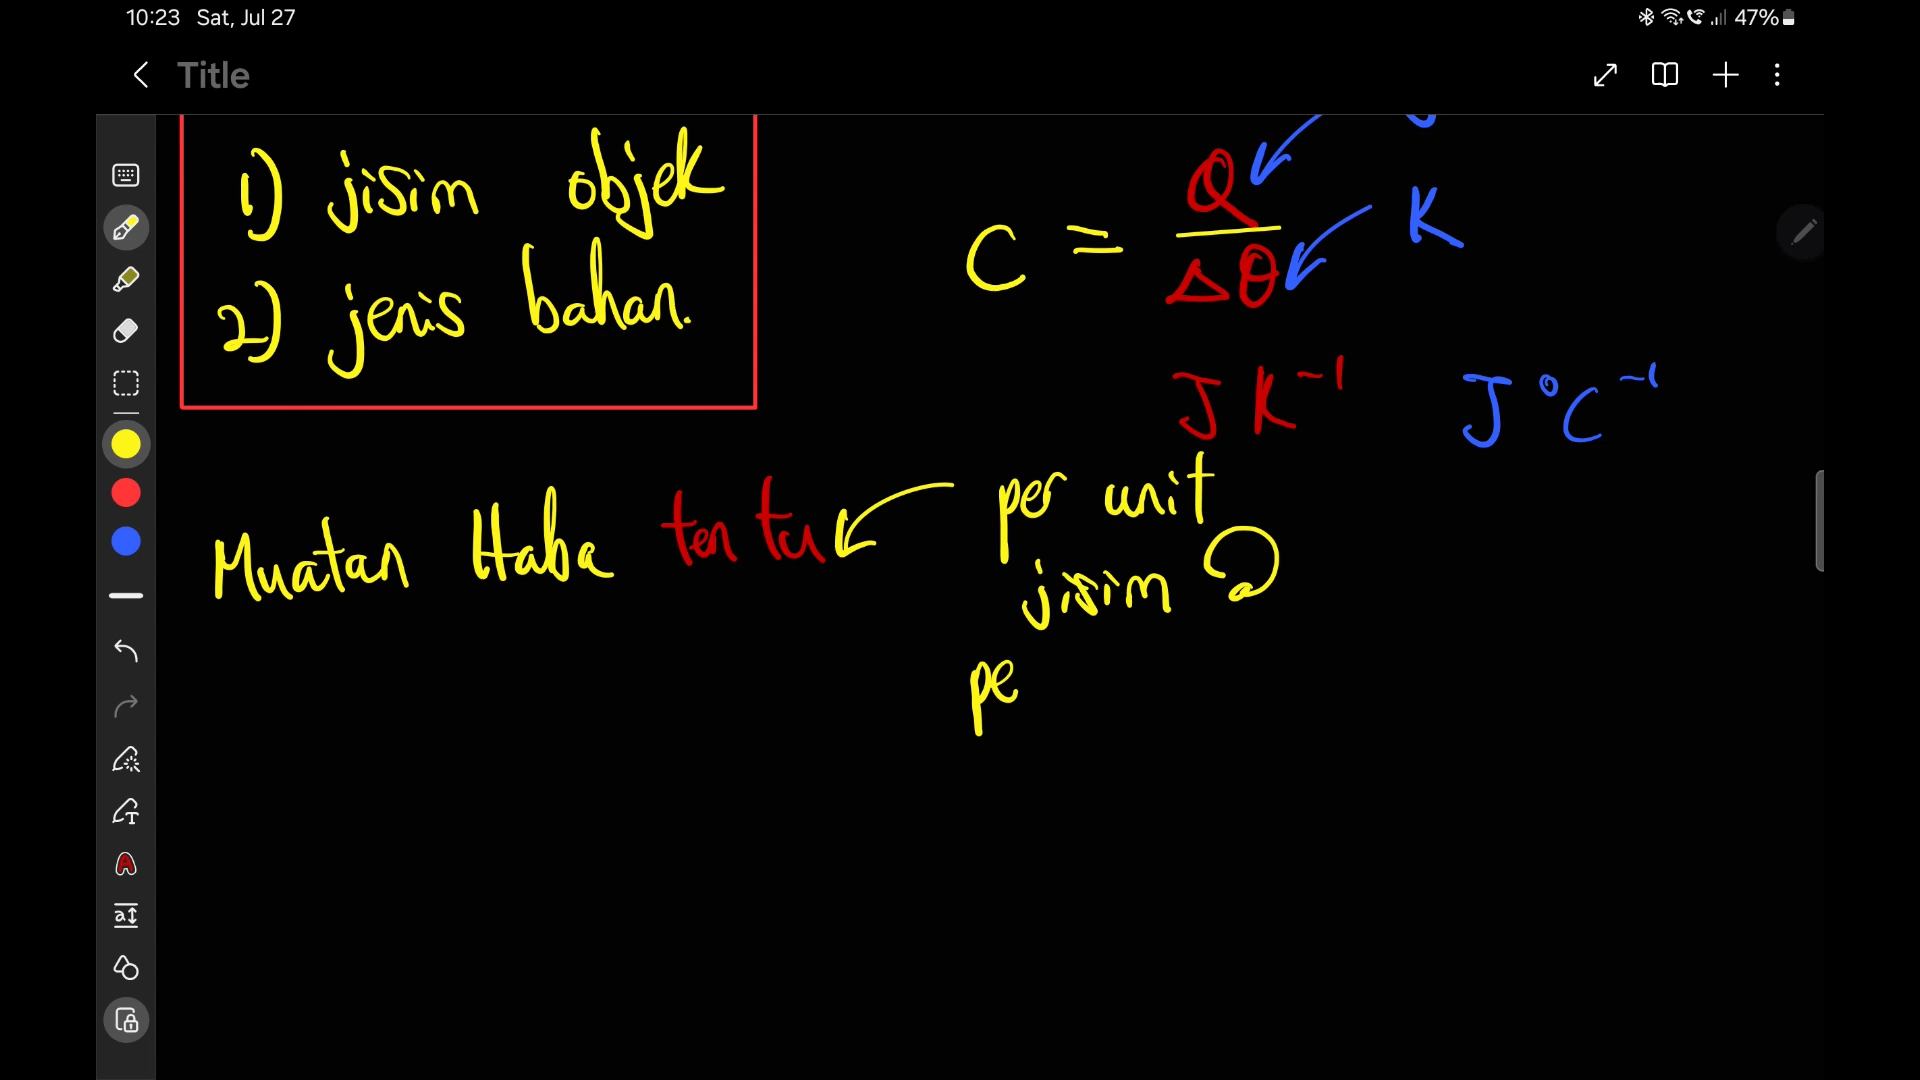 10:23 Sat, Jul 27
47%
Title
1) jisim objek
2) jenis bahan.
C = Q / Δθ
K
J K⁻¹
J °C⁻¹
Muatan Haba tentu
per unit
jisim
pe